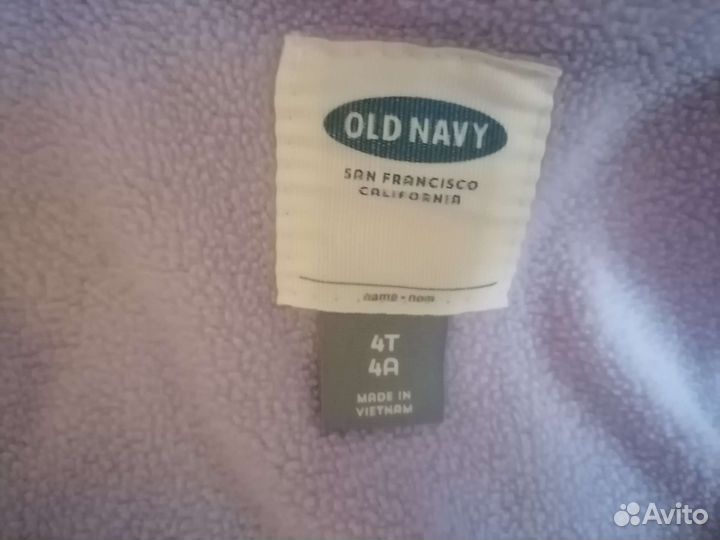 OLD NAVY
SAN FRANCISCO
CALIFORNIA
name • nom
4T
4A
MADE IN
VIETNAM
Avito